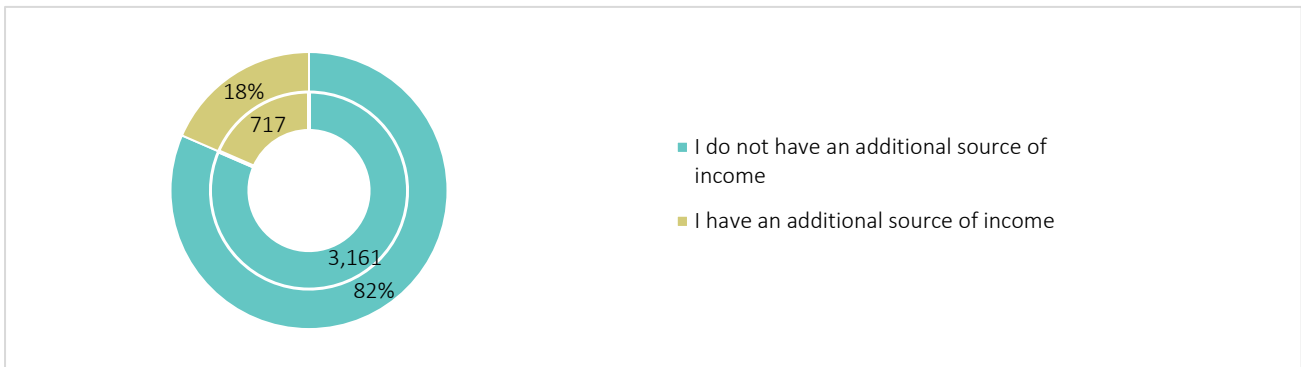 18%
717
3,161
82%
I do not have an additional source of
income
I have an additional source of income